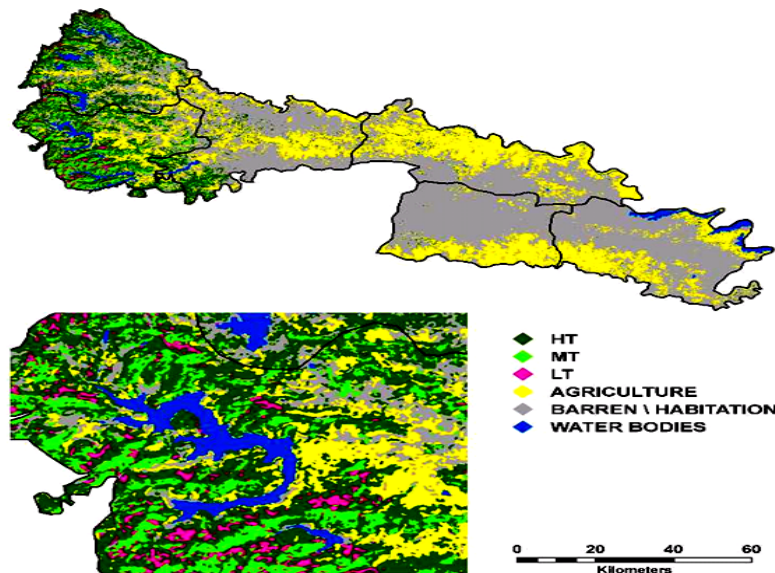 HT
MT
LT
AGRICULTURE
BARREN \ HABITATION
WATER BODIES
0 20 40 60
Kilometers